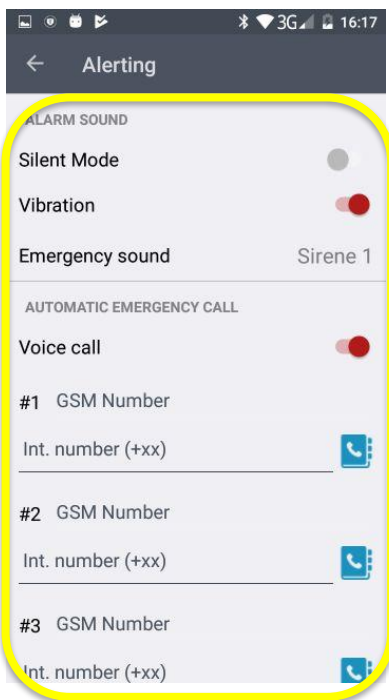 3G 16:17
Alerting
ALARM SOUND
Silent Mode
Vibration
Emergency sound Sirene 1
AUTOMATIC EMERGENCY CALL
Voice call
#1 GSM Number
Int. number (+xx)
#2 GSM Number
Int. number (+xx)
#3 GSM Number
Int. number (+xx)